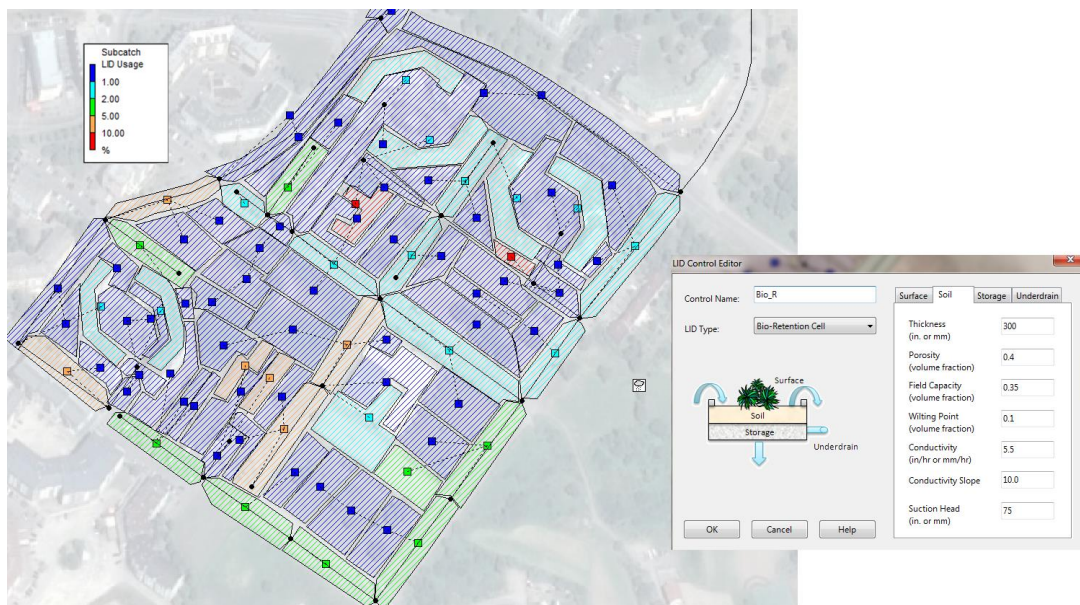 Subcatch
LID Usage
1.00
2.00
5.00
10.00
%
LID Control Editor
Control Name:
Bio_R
LID Type:
Bio-Retention Cell
Surface
Soil
Storage
Underdrain
Surface
Soil
Storage
Underdrain
Thickness
(in. or mm)
300
Porosity
(volume fraction)
0.4
Field Capacity
(volume fraction)
0.35
Wilting Point
(volume fraction)
0.1
Conductivity
(in/hr or mm/hr)
5.5
Conductivity Slope
10.0
Suction Head
(in. or mm)
75
OK
Cancel
Help